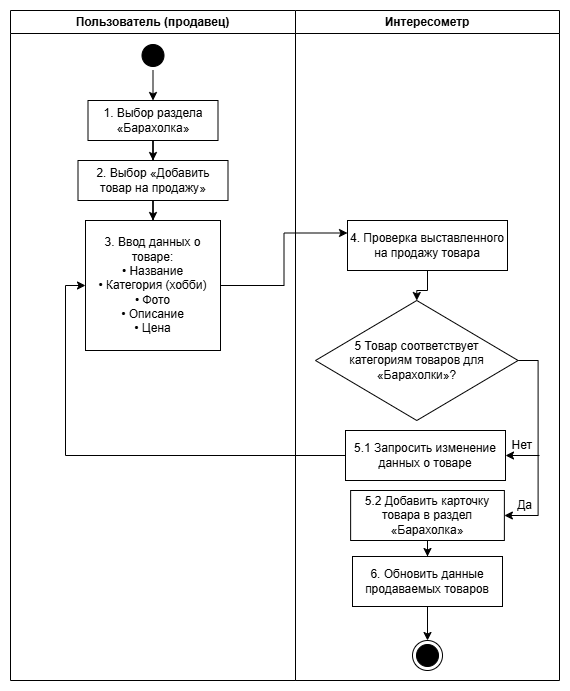 Пользователь (продавец)
Интересометр
1. Выбор раздела
«Барахолка»
2. Выбор «Добавить
товар на продажу»
3. Ввод данных о
товаре:
• Название
• Категория (хобби)
• Фото
• Описание
• Цена
4. Проверка выставленного
на продажу товара
5 Товар соответствует
категориям товаров для
«Барахолки»?
Нет
5.1 Запросить изменение
данных о товаре
Да
5.2 Добавить карточку
товара в раздел
«Барахолка»
6. Обновить данные
продаваемых товаров